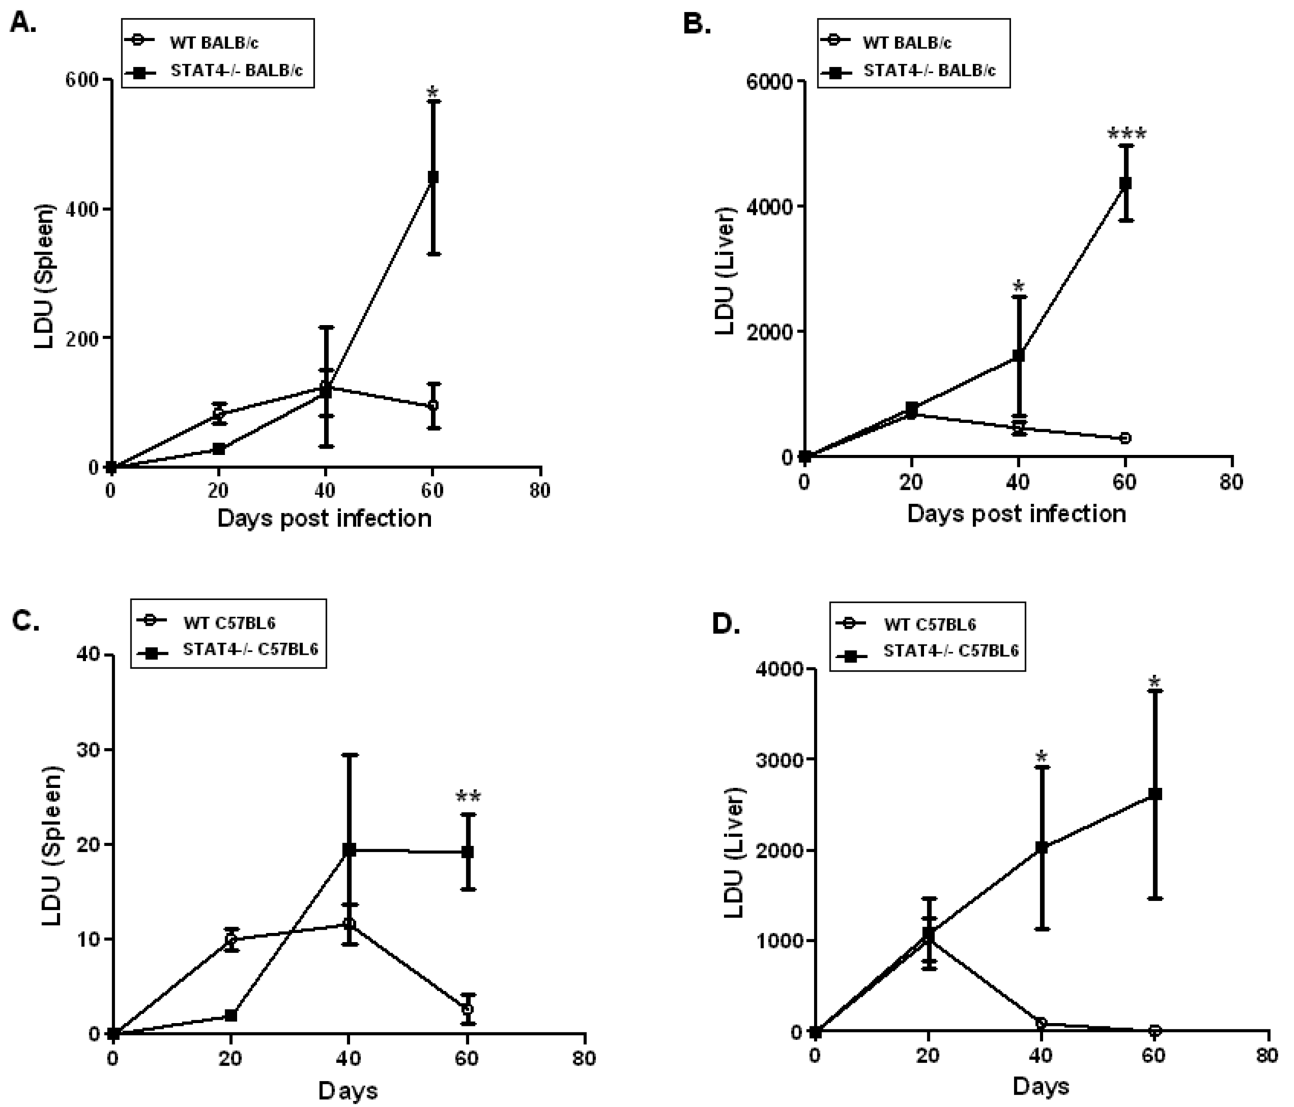 A.
WT BALB/c
STAT4-/- BALB/c
600
400
200
0
LDU (Spleen)
*
0 20 40 60 80
Days post infection
B.
WT BALB/c
STAT4-/- BALB/c
6000
4000
2000
0
LDU (Liver)
*
***
0 20 40 60 80
Days post infection
C.
WT C57BL6
STAT4-/- C57BL6
40
30
20
10
0
LDU (Spleen)
**
0 20 40 60 80
Days
D.
WT C57BL6
STAT4-/- C57BL6
4000
3000
2000
1000
0
LDU (Liver)
*
*
0 20 40 60 80
Days